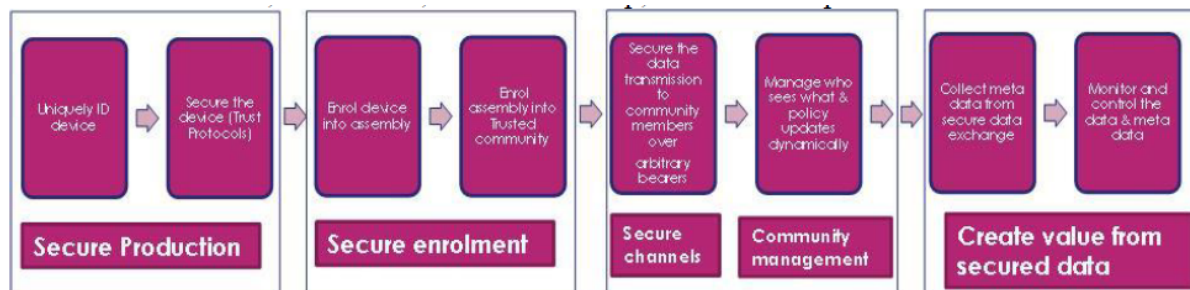 Uniquely ID
device
Secure the
device (Trust
Protocols)
Enrol device
into assembly
Enrol
assembly into
Trusted
community
Secure the
data
transmission
to
community
members
over
arbitrary
bearers
Manage who
sees what &
policy
updates
dynamically
Collect meta
data from
secure data
exchange
Monitor and
control the
data & meta
data
Secure Production
Secure enrolment
Secure
channels
Community
management
Create value from
secured data